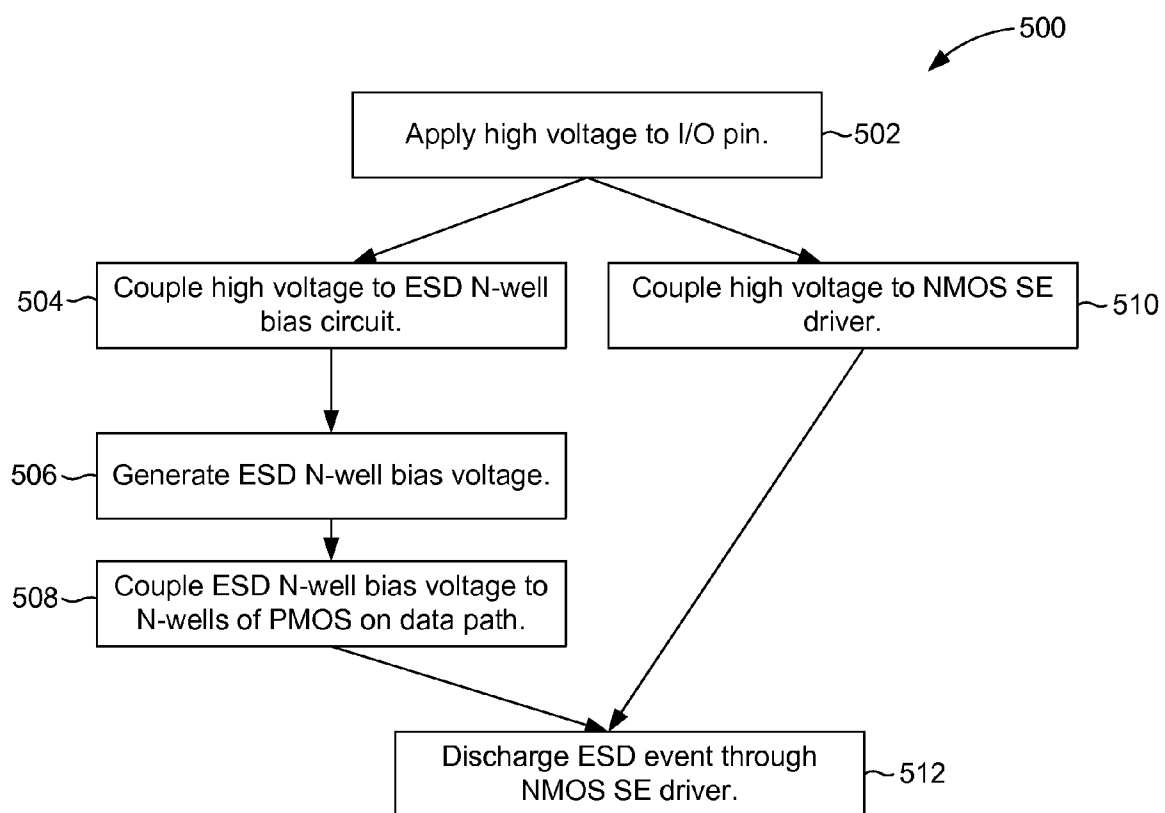 500
Apply high voltage to I/O pin.
502
504
Couple high voltage to ESD N-well
bias circuit.
Couple high voltage to NMOS SE
driver.
510
506
Generate ESD N-well bias voltage.
508
Couple ESD N-well bias voltage to
N-wells of PMOS on data path.
Discharge ESD event through
NMOS SE driver.
512